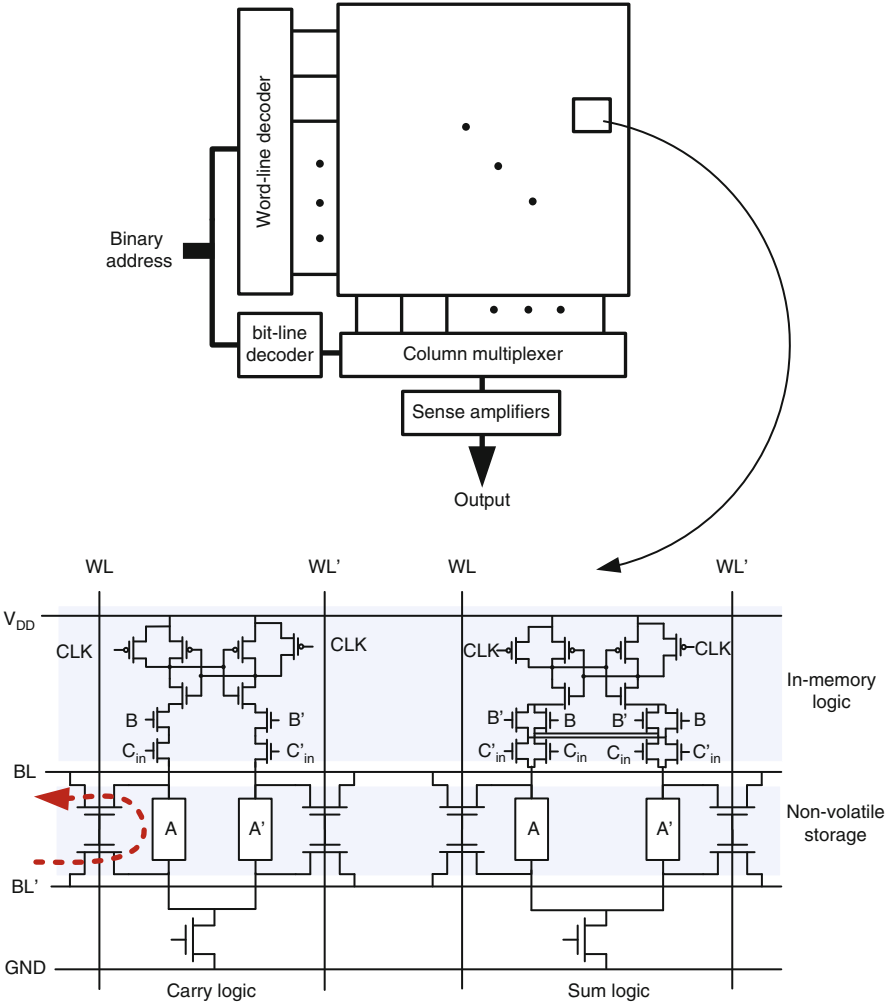 Word-line decoder
Binary
address
bit-line
decoder
Column multiplexer
Sense amplifiers
Output
WL
WL'
WL
WL'
V_DD
CLK
CLK
CLK
CLK
In-memory
logic
B
B'
B'
B
B'
B
C_in
C'_in
C'_in
C_in
C_in
C'_in
BL
A
A'
A
A'
Non-volatile
storage
BL'
GND
Carry logic
Sum logic